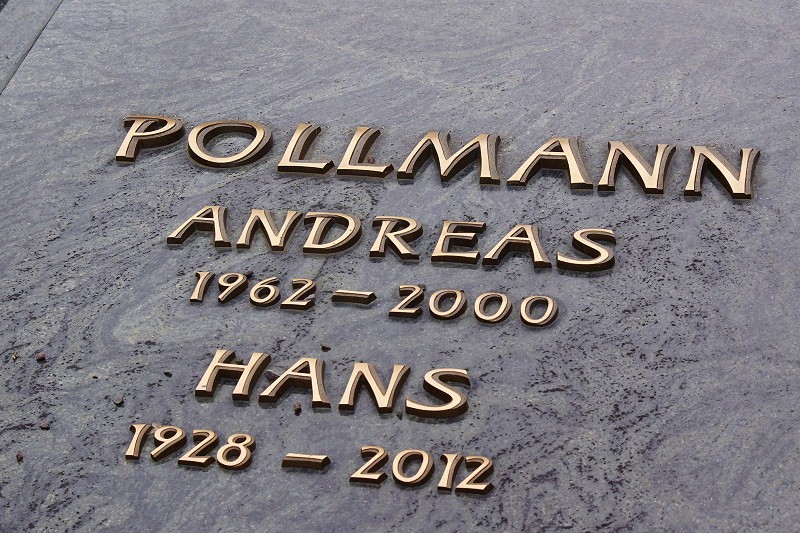 POLLMANN
ANDREAS
1962 – 2000
HANS
1928 – 2012